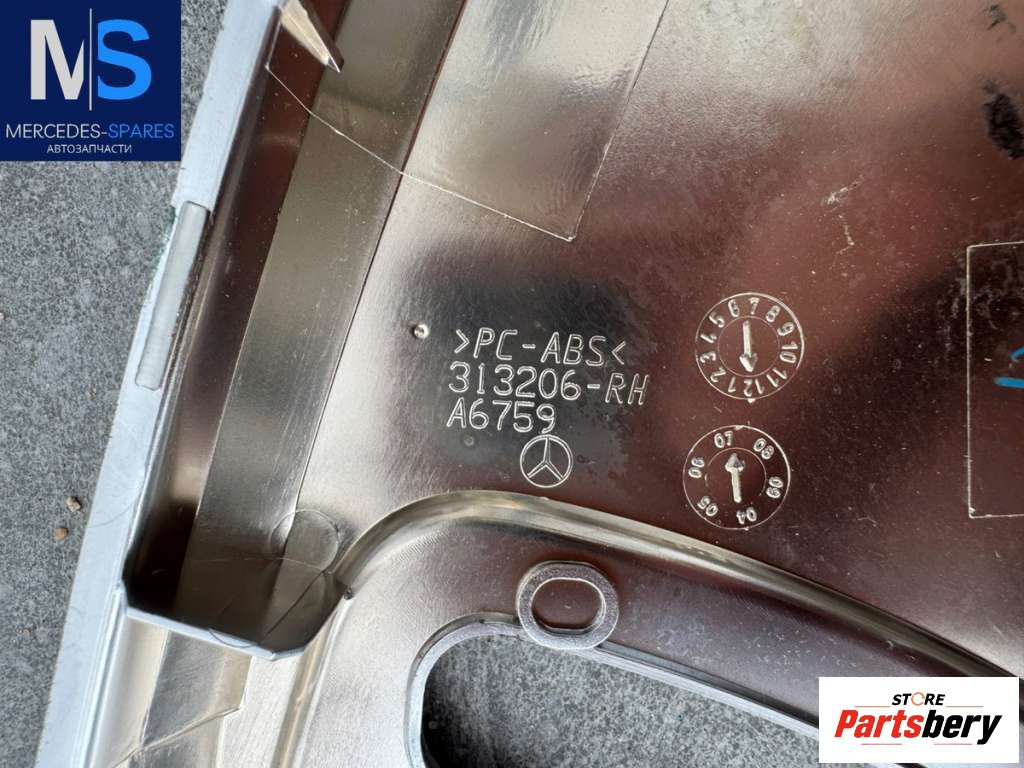 MS
MERCEDES-SPARES
АВТОЗАПЧАСТИ
>PC-ABS<
313206-RH
A6759
1 2 3 4 5 6 7 8 9 10 11 12
04 05 06 07 08 09
STORE
Partsbery